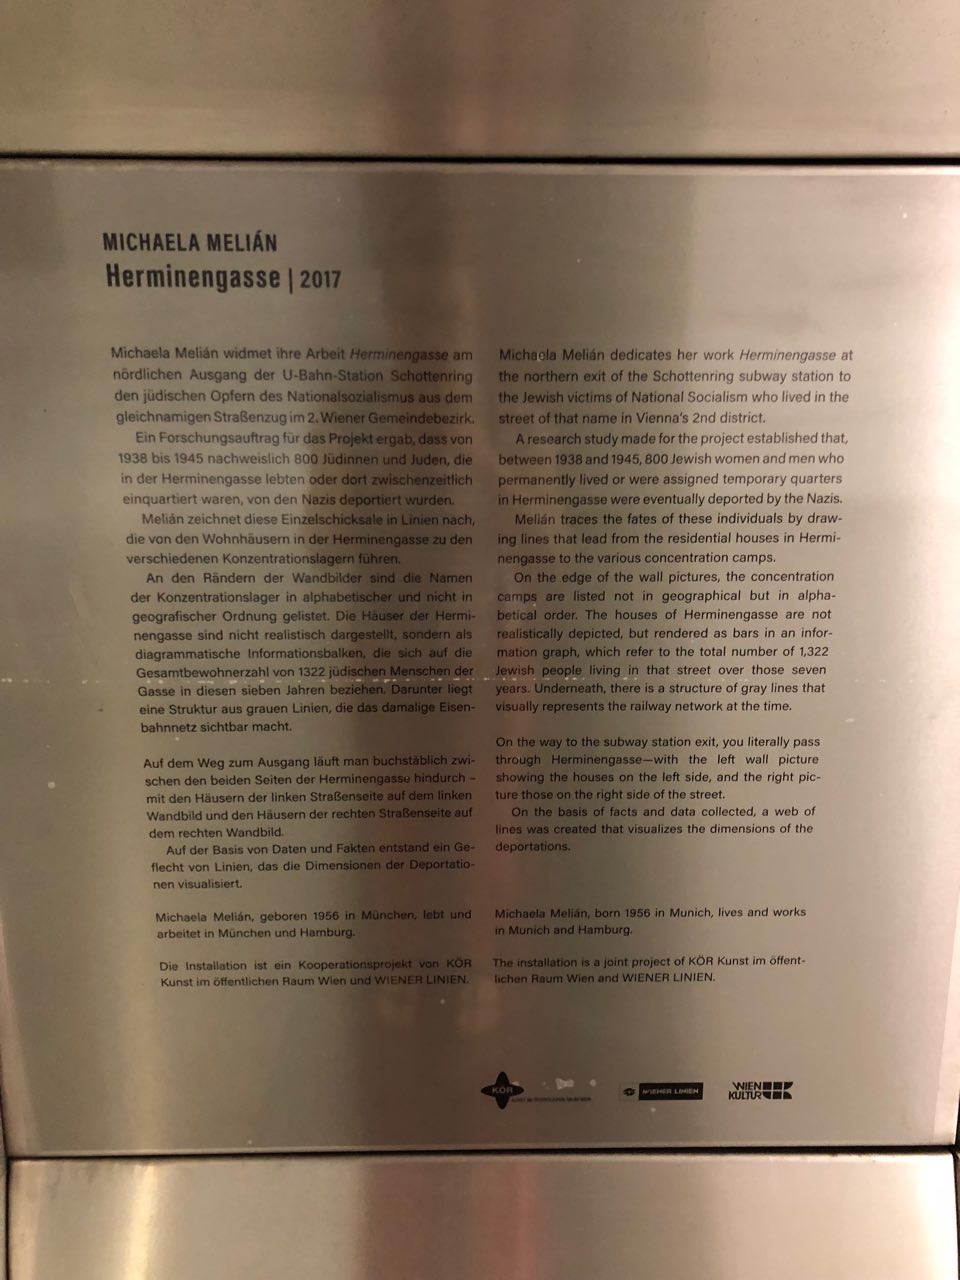 MICHAELA MELIÁN
Herminengasse | 2017
Michaela Melián widmet ihre Arbeit Herminengasse am
nördlichen Ausgang der U-Bahn-Station Schottenring
den jüdischen Opfern des Nationalsozialismus aus dem
gleichnamigen Straßenzug im 2. Wiener Gemeindebezirk.
Ein Forschungsauftrag für das Projekt ergab, dass von
1938 bis 1945 nachweislich 800 Jüdinnen und Juden, die
in der Herminengasse lebten oder dort zwischenzeitlich
einquartiert waren, von den Nazis deportiert wurden.
Melián zeichnet diese Einzelschicksale in Linien nach,
die von den Wohnhäusern in der Herminengasse zu den
verschiedenen Konzentrationslagern führen.
An den Rändern der Wandbilder sind die Namen
der Konzentrationslager in alphabetischer und nicht in
geografischer Ordnung gelistet. Die Häuser der Hermi-
nengasse sind nicht realistisch dargestellt, sondern als
diagrammatische Informationsbalken, die sich auf die
Gesamtbewohnerzahl von 1322 jüdischen Menschen der
Gasse in diesen sieben Jahren beziehen. Darunter liegt
eine Struktur aus grauen Linien, die das damalige Eisen-
bahnnetz sichtbar macht.
Auf dem Weg zum Ausgang läuft man buchstäblich zwi-
schen den beiden Seiten der Herminengasse hindurch –
mit den Häusern der linken Straßenseite auf dem linken
Wandbild und den Häusern der rechten Straßenseite auf
dem rechten Wandbild.
Auf der Basis von Daten und Fakten entstand ein Ge-
flecht von Linien, das die Dimensionen der Deportatio-
nen visualisiert.
Michaela Melián, geboren 1956 in München, lebt und
arbeitet in München und Hamburg.
Die Installation ist ein Kooperationsprojekt von KÖR
Kunst im öffentlichen Raum Wien und WIENER LINIEN.
Michaela Melián dedicates her work Herminengasse at
the northern exit of the Schottenring subway station to
the Jewish victims of National Socialism who lived in the
street of that name in Vienna's 2nd district.
A research study made for the project established that,
between 1938 and 1945, 800 Jewish women and men who
permanently lived or were assigned temporary quarters
in Herminengasse were eventually deported by the Nazis.
Melián traces the fates of these individuals by draw-
ing lines that lead from the residential houses in Hermi-
nengasse to the various concentration camps.
On the edge of the wall pictures, the concentration
camps are listed not in geographical but in alpha-
betical order. The houses of Herminengasse are not
realistically depicted, but rendered as bars in an infor-
mation graph, which refer to the total number of 1,322
Jewish people living in that street over those seven
years. Underneath, there is a structure of gray lines that
visually represents the railway network at the time.
On the way to the subway station exit, you literally pass
through Herminengasse—with the left wall picture
showing the houses on the left side, and the right pic-
ture those on the right side of the street.
On the basis of facts and data collected, a web of
lines was created that visualizes the dimensions of the
deportations.
Michaela Melián, born 1956 in Munich, lives and works
in Munich and Hamburg.
The installation is a joint project of KÖR Kunst im öffent-
lichen Raum Wien and WIENER LINIEN.
KÖR
WIENER LINIEN
WIEN
KULTUR